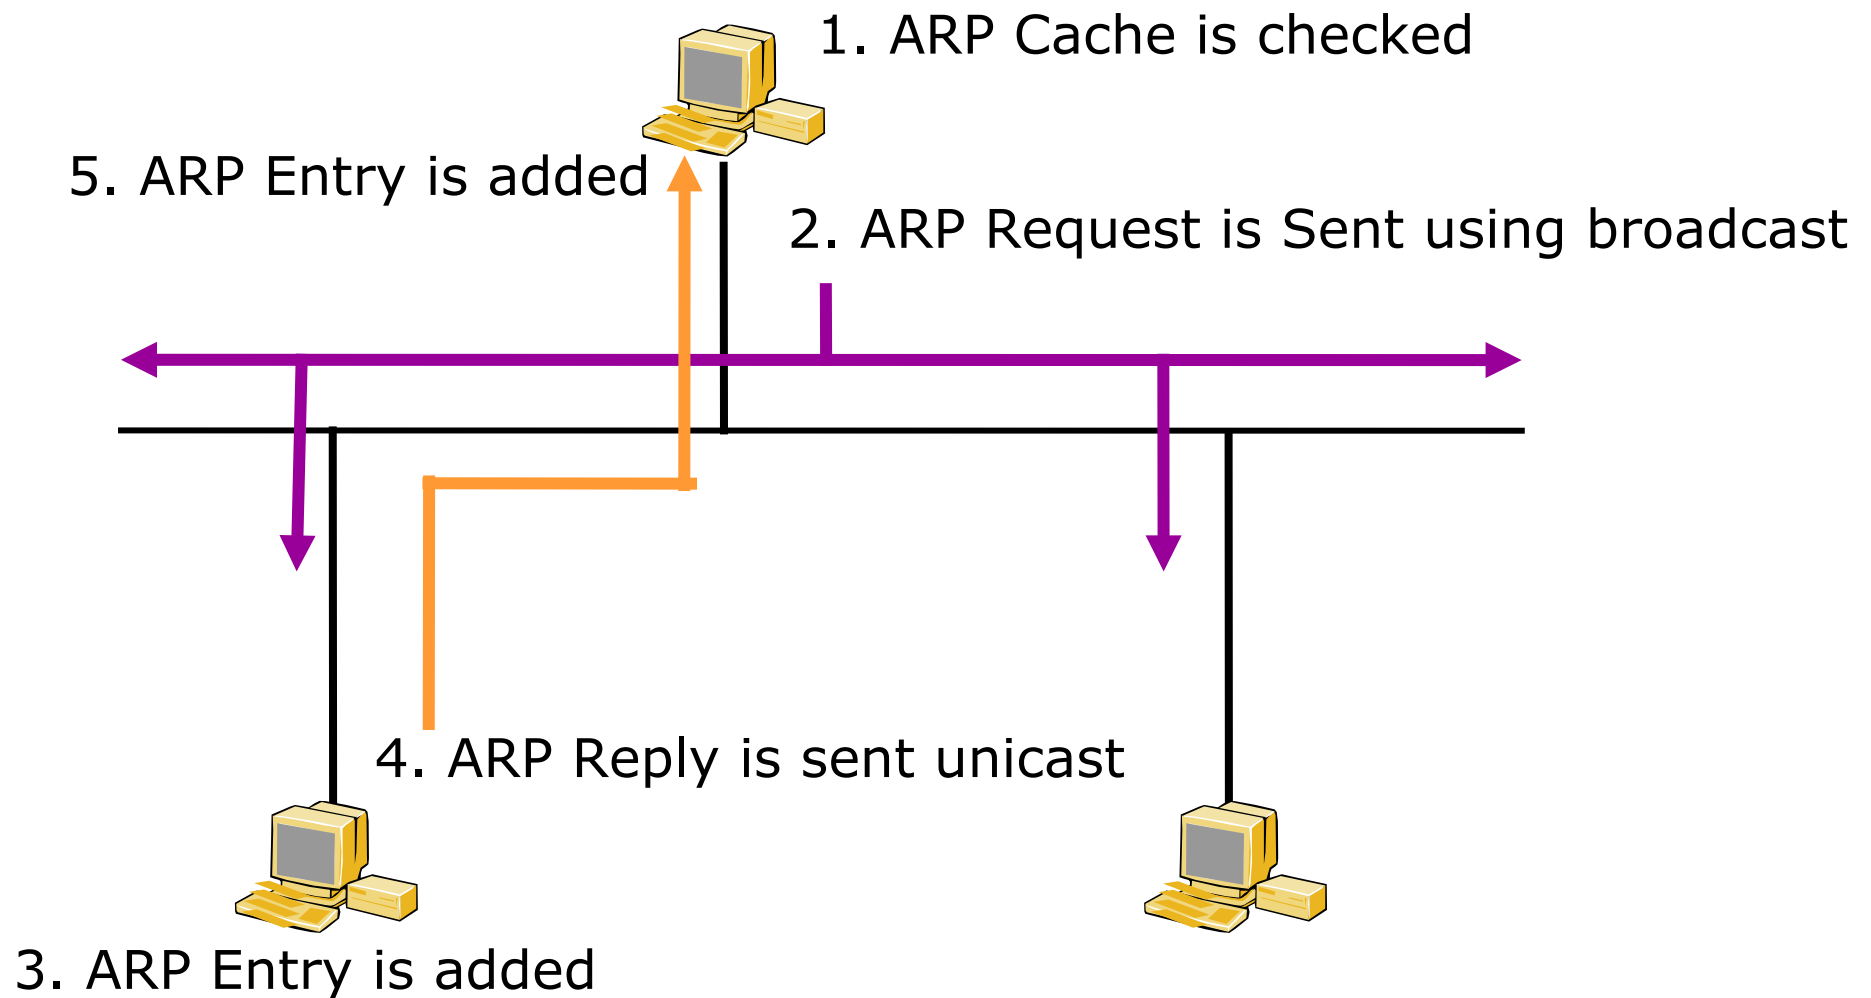 1. ARP Cache is checked
5. ARP Entry is added
2. ARP Request is Sent using broadcast
4. ARP Reply is sent unicast
3. ARP Entry is added